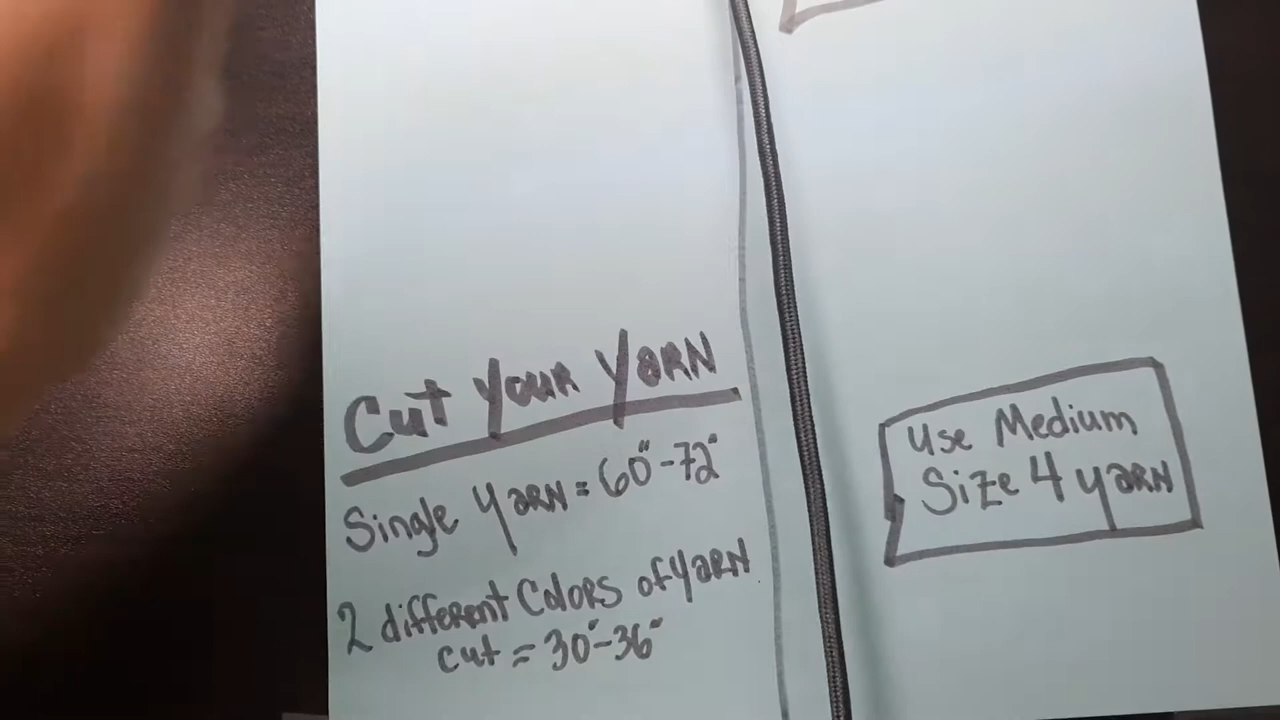 Cut Your Yarn
Single Yarn = 60"-72"
2 different Colors of Yarn
cut = 30"-36"
Use Medium
Size 4 yarn